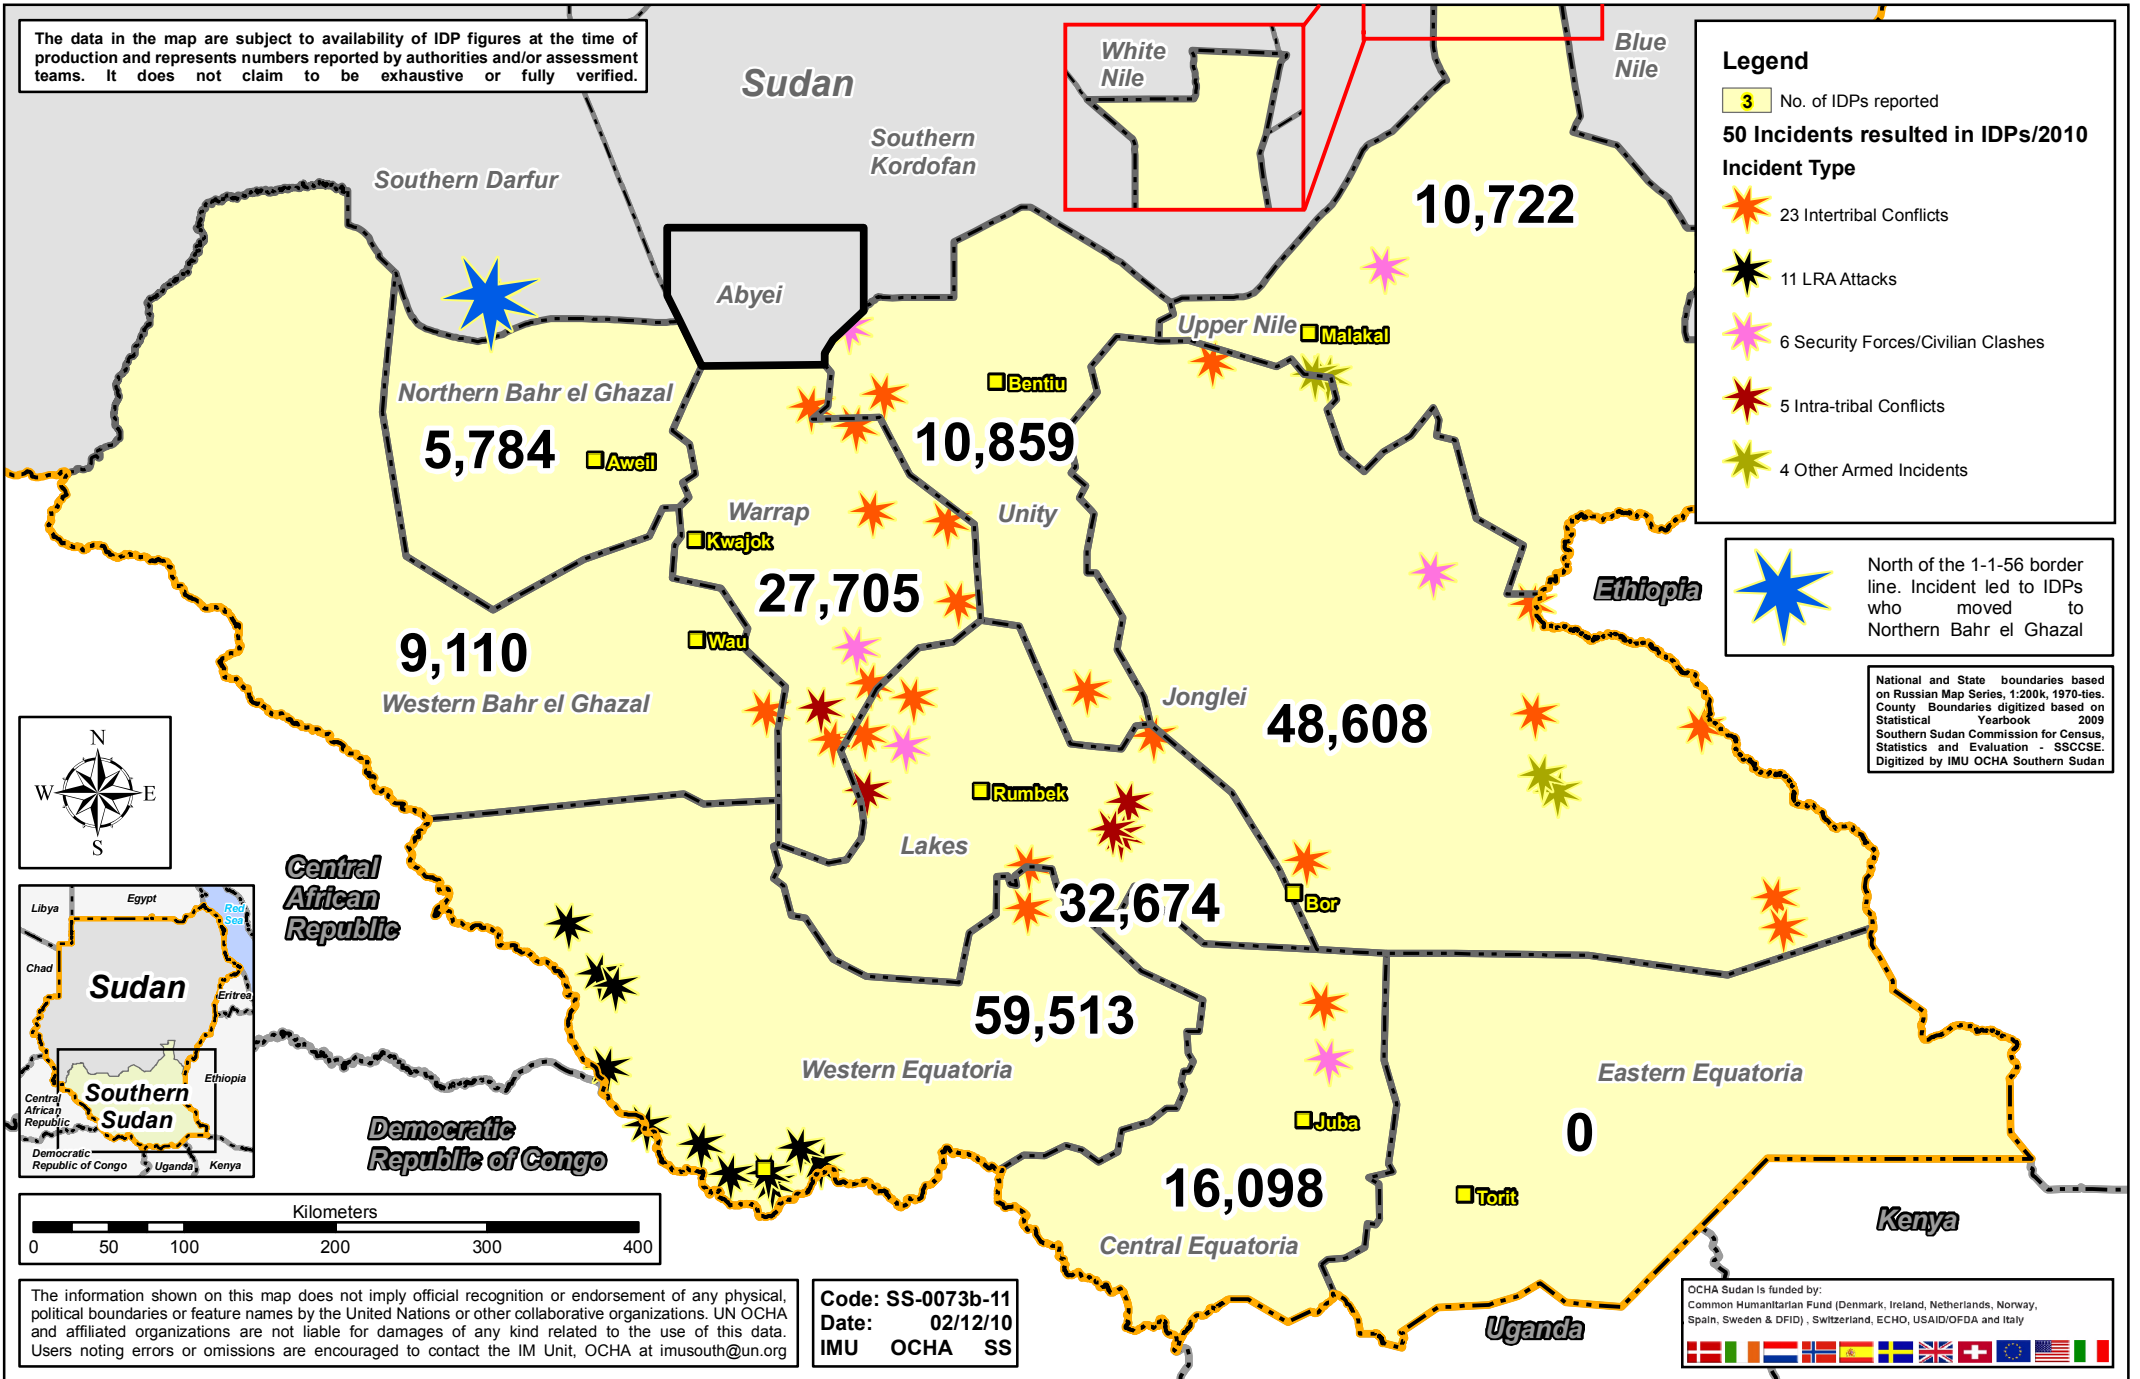 The data in the map are subject to availability of IDP figures at the time of
production and represents numbers reported by authorities and/or assessment
teams. It does not claim to be exhaustive or fully verified.
Sudan
White
Nile
Blue
Nile
Southern
Kordofan
Southern Darfur
Abyei
Legend
3 No. of IDPs reported
50 Incidents resulted in IDPs/2010
Incident Type
23 Intertribal Conflicts
11 LRA Attacks
6 Security Forces/Civilian Clashes
5 Intra-tribal Conflicts
4 Other Armed Incidents
North of the 1-1-56 border
line. Incident led to IDPs
who moved to
Northern Bahr el Ghazal
National and State boundaries based
on Russian Map Series, 1:200k, 1970-ties.
County Boundaries digitized based on
Statistical Yearbook 2009
Southern Sudan Commission for Census,
Statistics and Evaluation - SSCCSE.
Digitized by IMU OCHA Southern Sudan
10,722
Upper Nile
Malakal
Northern Bahr el Ghazal
5,784
Aweil
Bentiu
10,859
Unity
Warrap
Kwajok
27,705
Wau
9,110
Western Bahr el Ghazal
Ethiopia
Jonglei
48,608
Rumbek
Lakes
32,674
Bor
Central
African
Republic
59,513
Western Equatoria
Eastern Equatoria
0
Juba
Torit
16,098
Central Equatoria
Democratic
Republic of Congo
Kenya
Uganda
N
W
E
S
Libya
Egypt
Red
Sea
Chad
Sudan
Eritrea
Ethiopia
Southern
Sudan
Central
African
Republic
Democratic
Republic of Congo
Uganda
Kenya
Kilometers
0 50 100 200 300 400
The information shown on this map does not imply official recognition or endorsement of any physical,
political boundaries or feature names by the United Nations or other collaborative organizations. UN OCHA
and affiliated organizations are not liable for damages of any kind related to the use of this data.
Users noting errors or omissions are encouraged to contact the IM Unit, OCHA at imusouth@un.org
Code: SS-0073b-11
Date: 02/12/10
IMU OCHA SS
OCHA Sudan is funded by:
Common Humanitarian Fund (Denmark, Ireland, Netherlands, Norway,
Spain, Sweden & DFID) , Switzerland, ECHO, USAID/OFDA and Italy